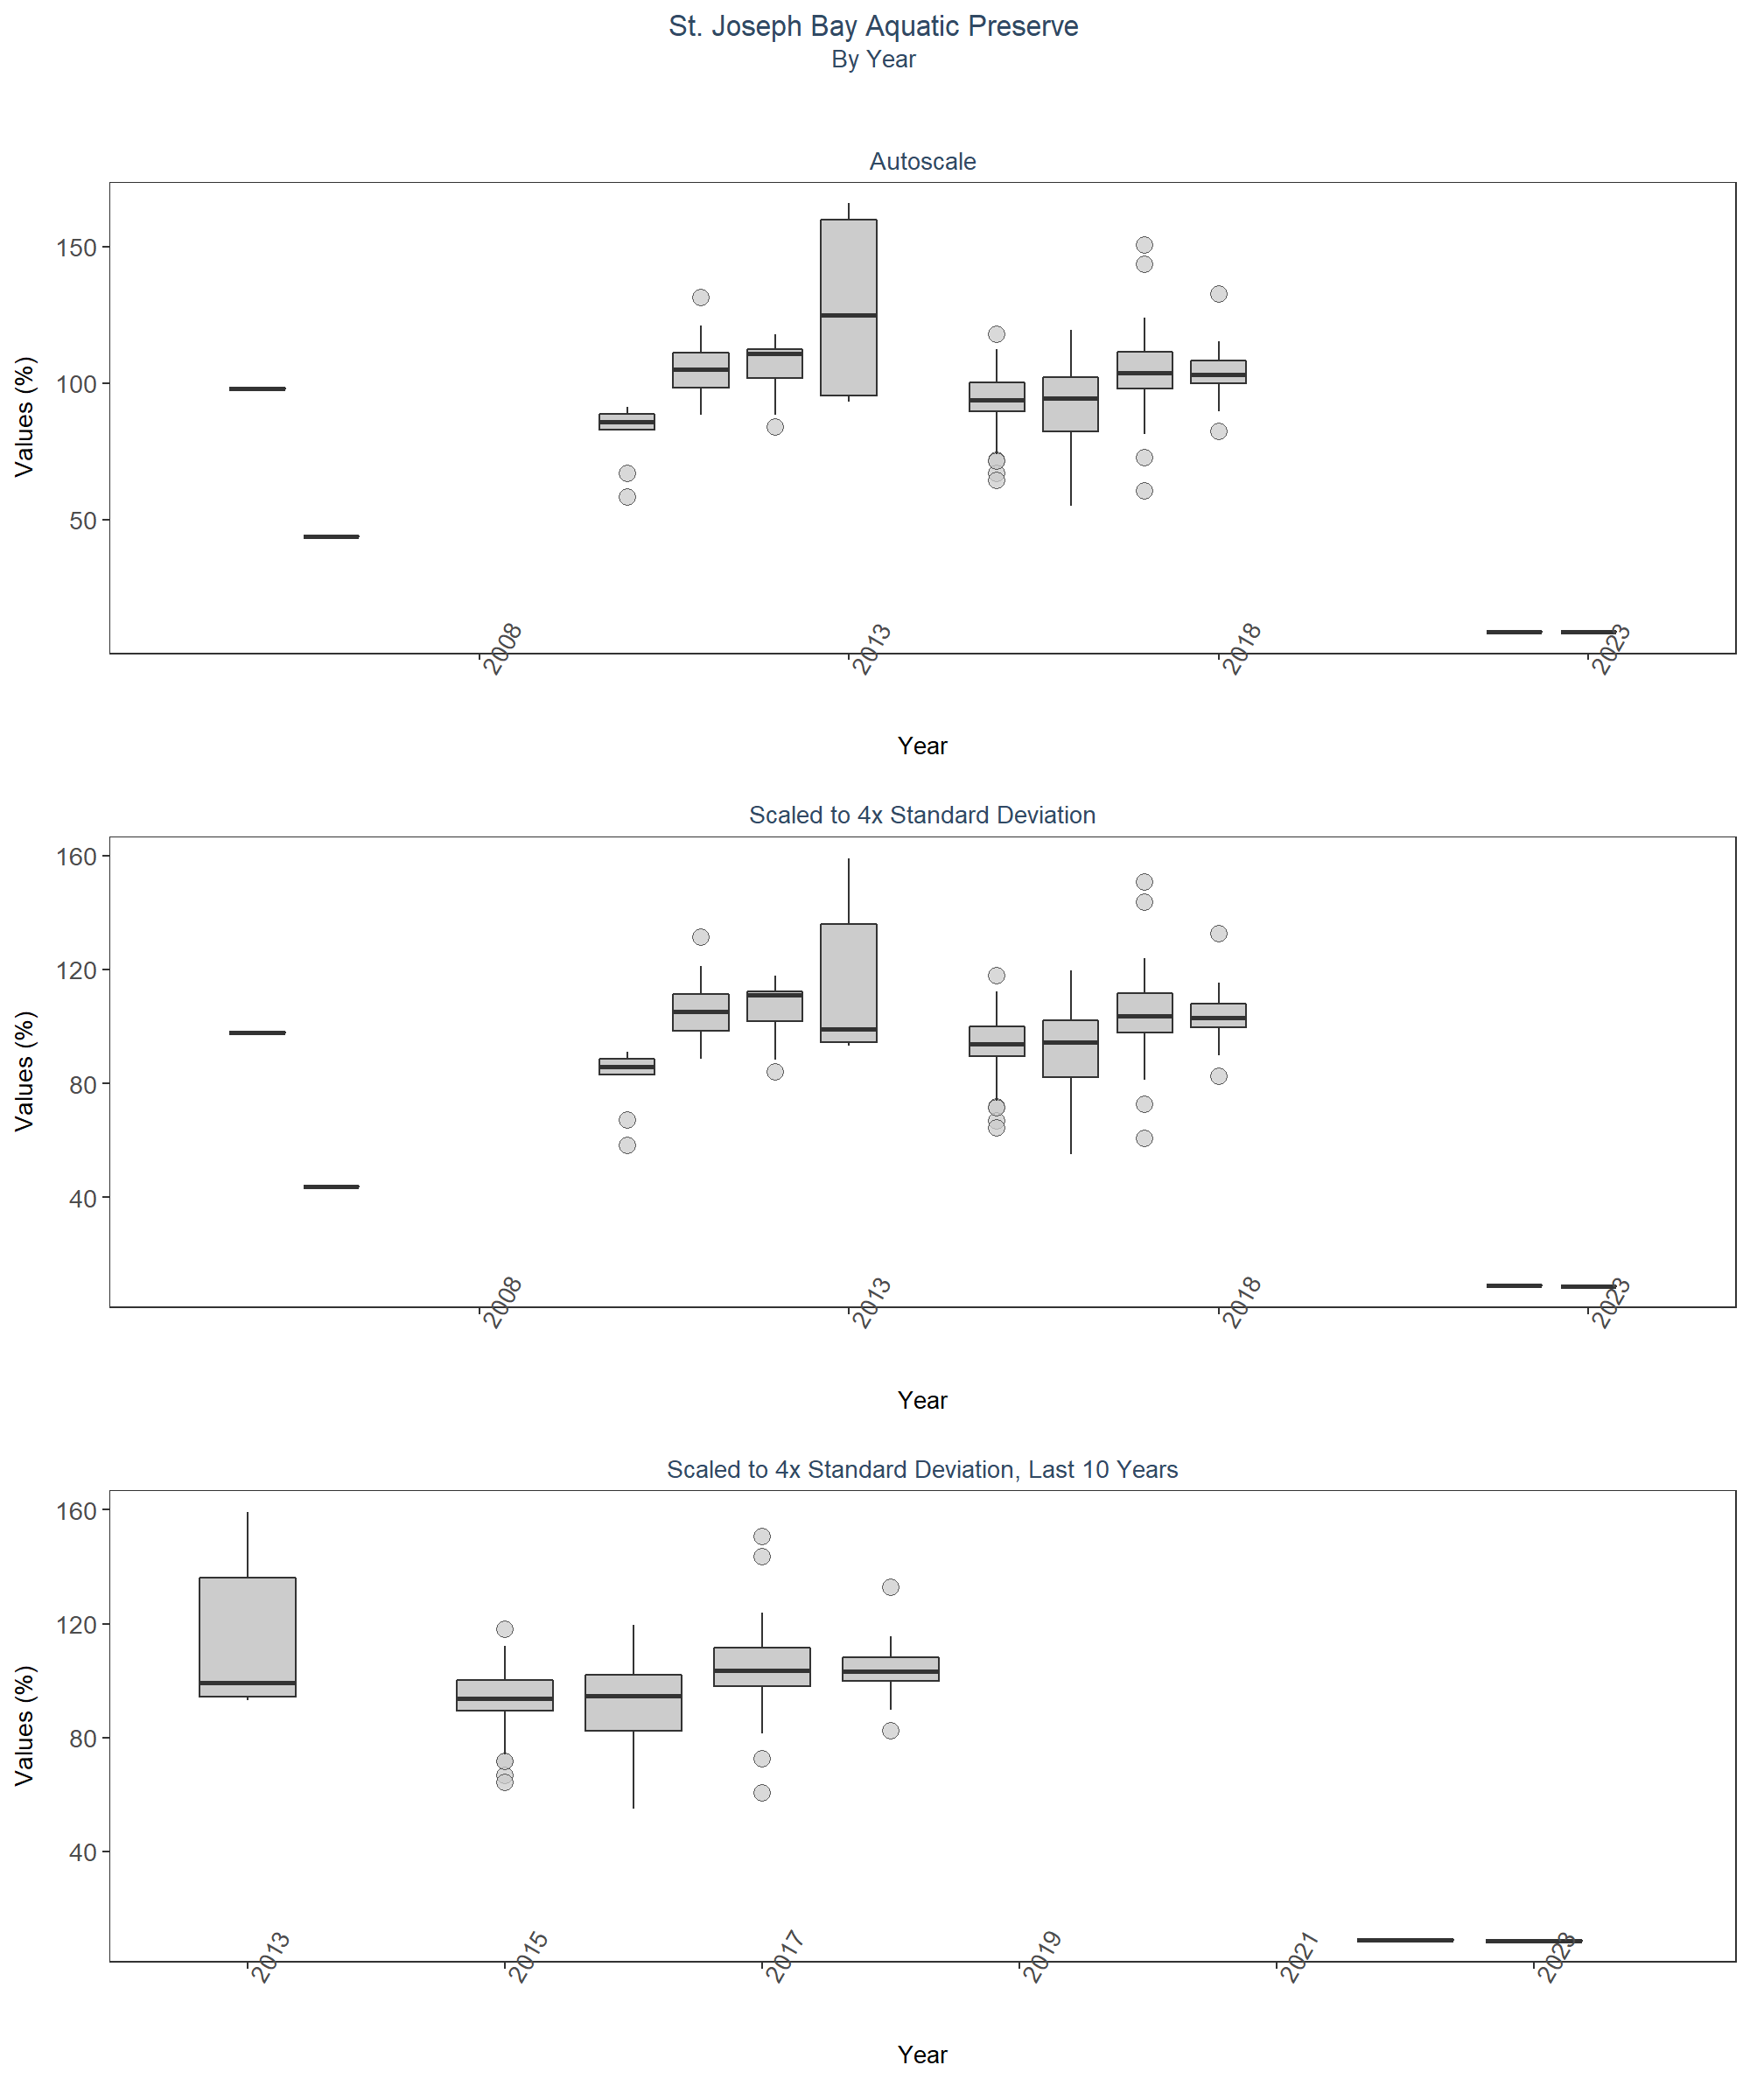 St. Joseph Bay Aquatic Preserve
By Year
Autoscale
Values (%)
150
100
50
2008
2013
2018
2023
Year
Scaled to 4x Standard Deviation
Values (%)
160
120
80
40
2008
2013
2018
2023
Year
Scaled to 4x Standard Deviation, Last 10 Years
Values (%)
160
120
80
40
2013
2015
2017
2019
2021
2023
Year